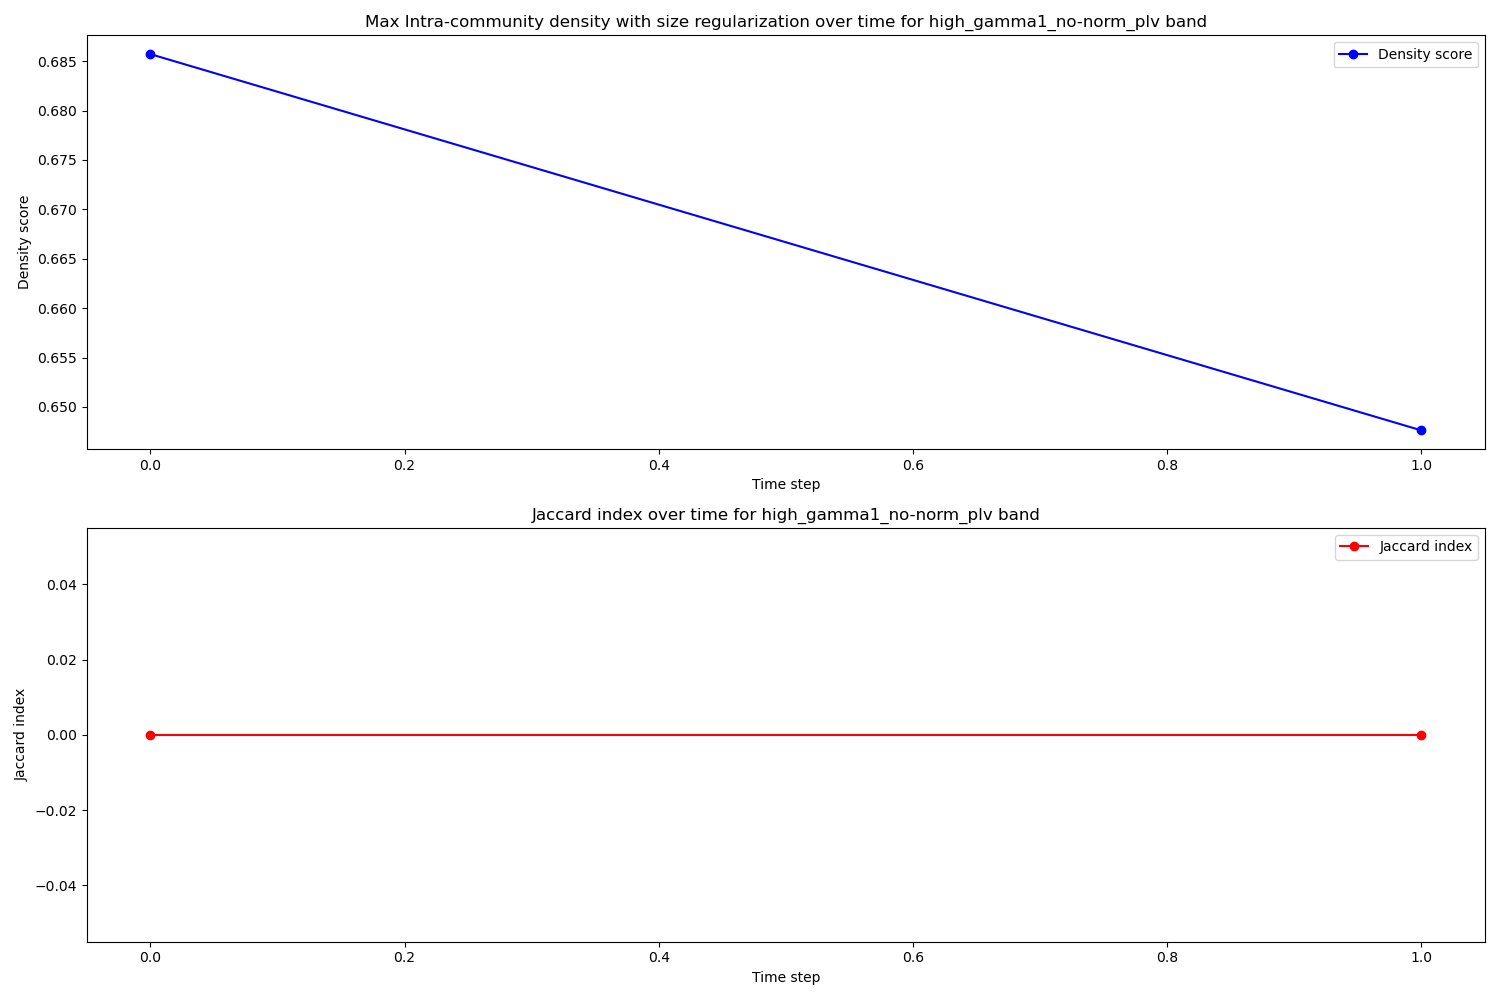 Max Intra-community density with size regularization over time for high_gamma1_no-norm_plv band
Density score
0.685
0.680
0.675
0.670
0.665
0.660
0.655
0.650
Density score
0.0 0.2 0.4 0.6 0.8 1.0
Time step
Jaccard index over time for high_gamma1_no-norm_plv band
Jaccard index
0.04
0.02
0.00
−0.02
−0.04
Jaccard index
0.0 0.2 0.4 0.6 0.8 1.0
Time step